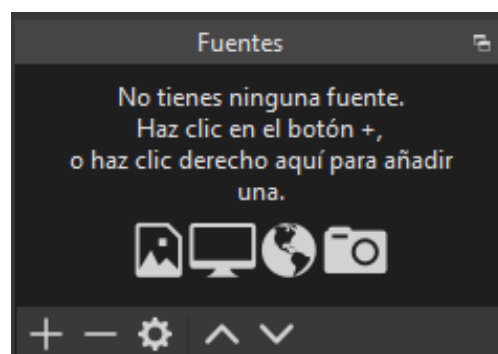 Fuentes
No tienes ninguna fuente.
Haz clic en el botón +,
o haz clic derecho aquí para añadir
una.